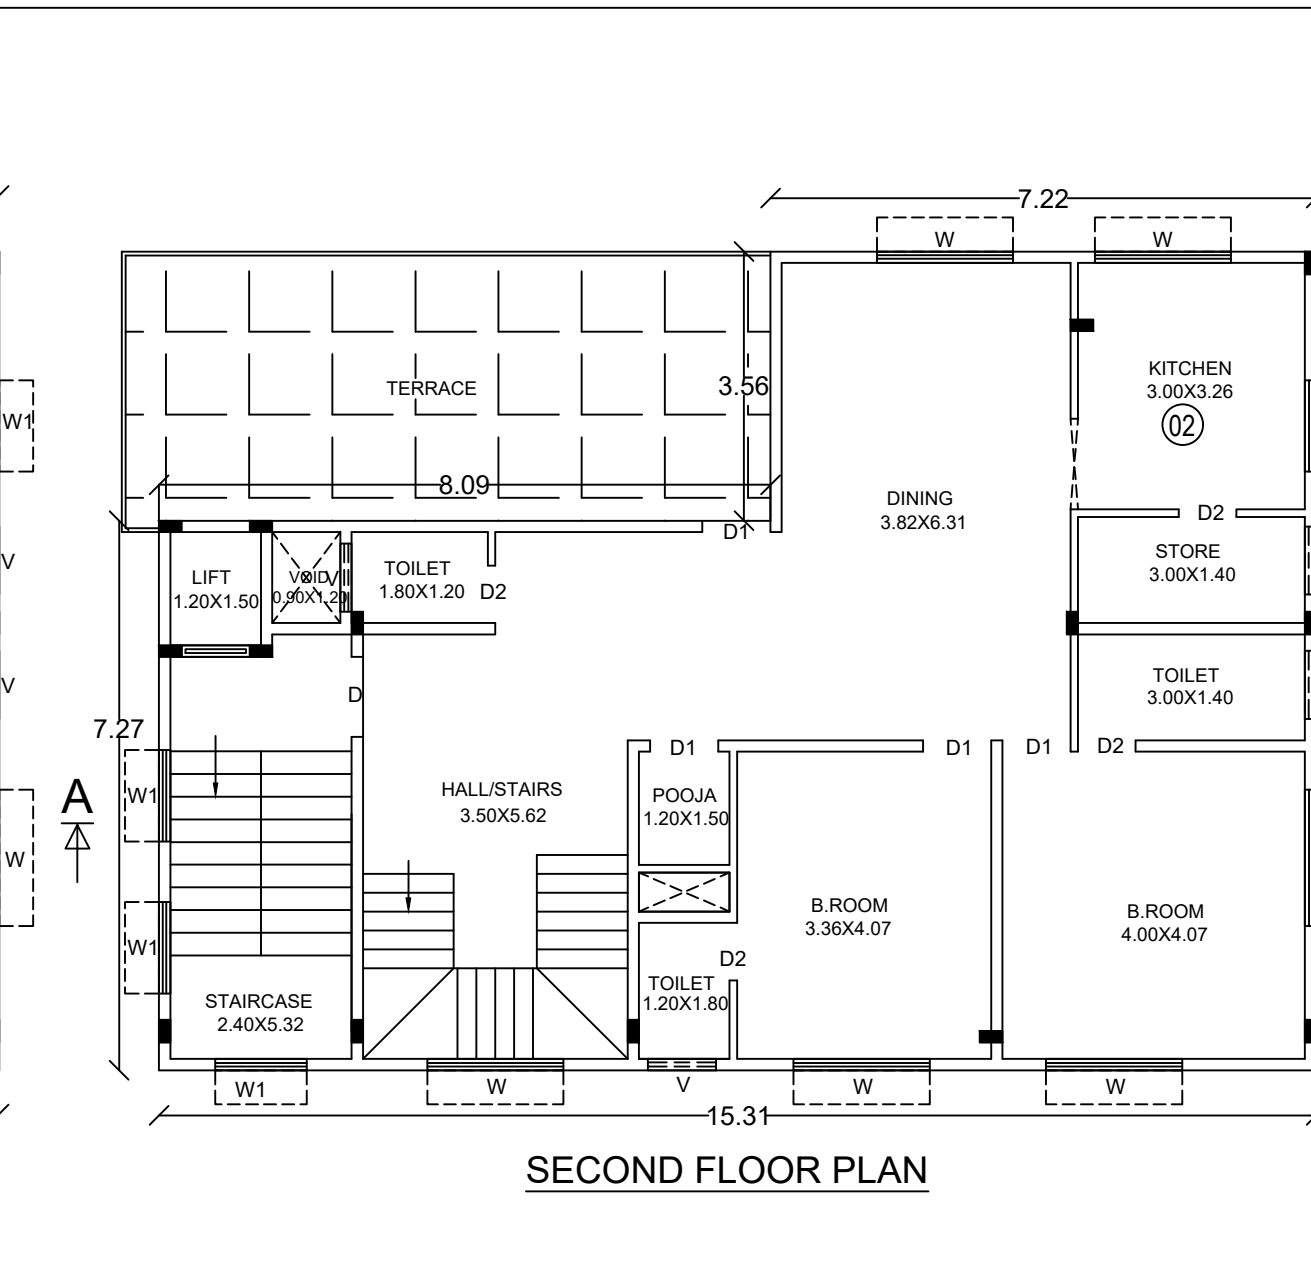 7.22
W
W
W1
TERRACE
3.56
KITCHEN
3.00X3.26
02
8.09
DINING
3.82X6.31
D2
D1
V
LIFT
1.20X1.50
VOID
0.90X1.20
V
TOILET
1.80X1.20
D2
STORE
3.00X1.40
V
D
TOILET
3.00X1.40
7.27
D1
D1
D1
D2
A
W1
HALL/STAIRS
3.50X5.62
POOJA
1.20X1.50
W
B.ROOM
3.36X4.07
B.ROOM
4.00X4.07
W1
D2
STAIRCASE
2.40X5.32
TOILET
1.20X1.80
W1
W
V
W
W
15.31
SECOND FLOOR PLAN